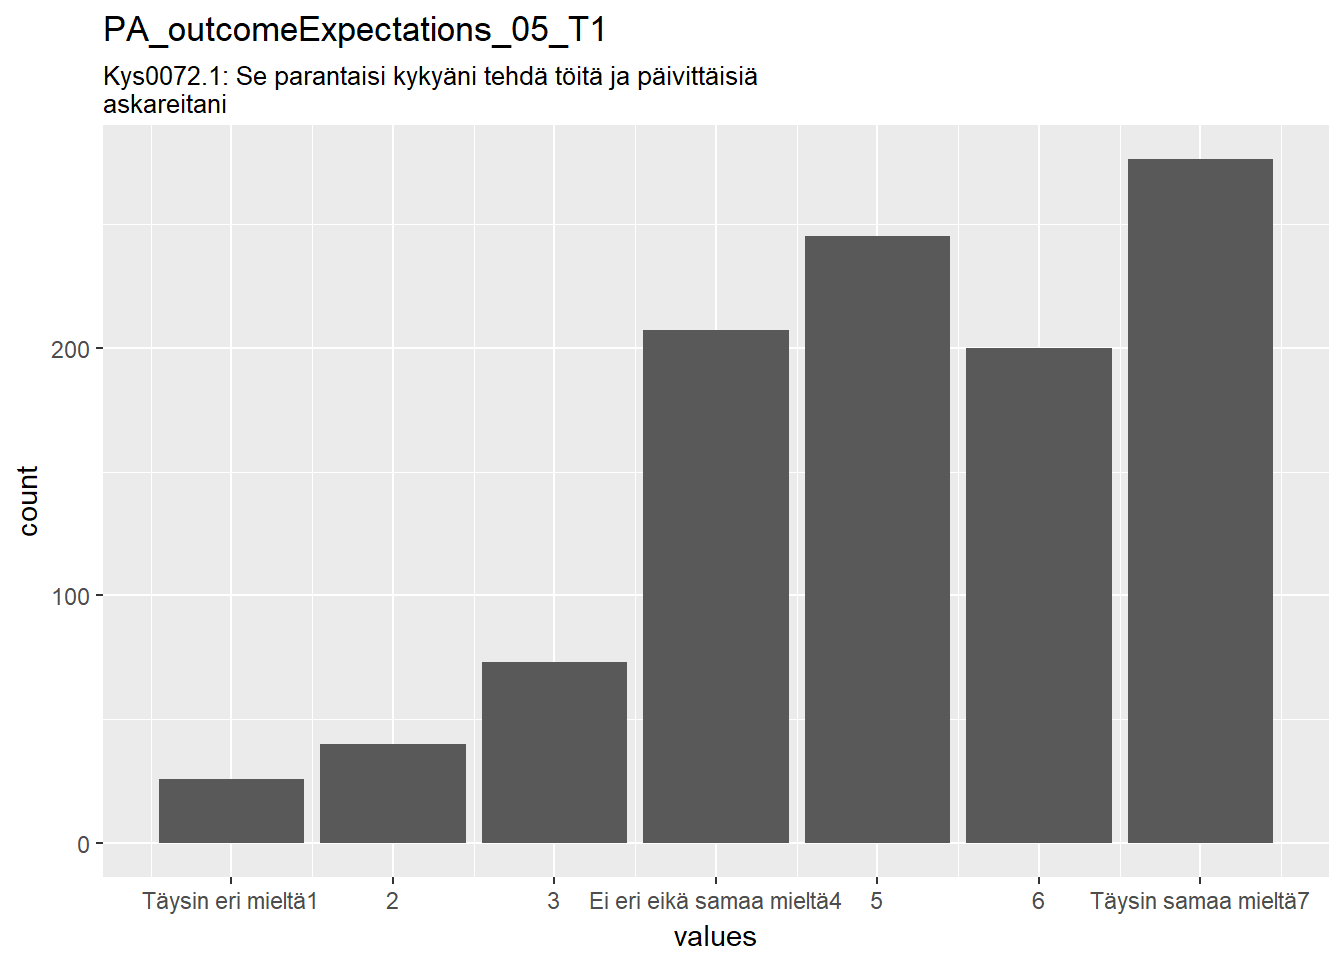 PA_outcomeExpectations_05_T1
Kys0072.1: Se parantaisi kykyäni tehdä töitä ja päivittäisiä
askareitani
200
100
0
count
Täysin eri mieltä1 2 3 Ei eri eikä samaa mieltä4 5 6 Täysin samaa mieltä7
values